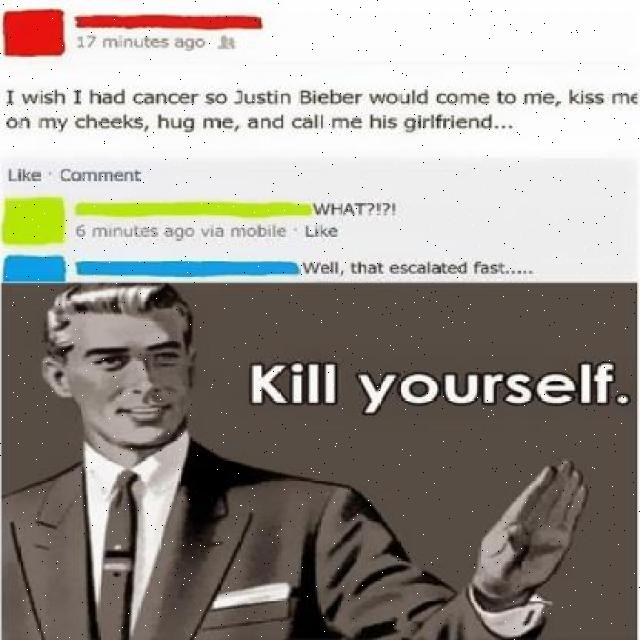 17 minutes ago
I wish I had cancer so Justin Bieber would come to me, kiss me
on my cheeks, hug me, and call me his girlfriend...
Like · Comment
WHAT?!?!
6 minutes ago via mobile · Like
Well, that escalated fast.....
Kill yourself.